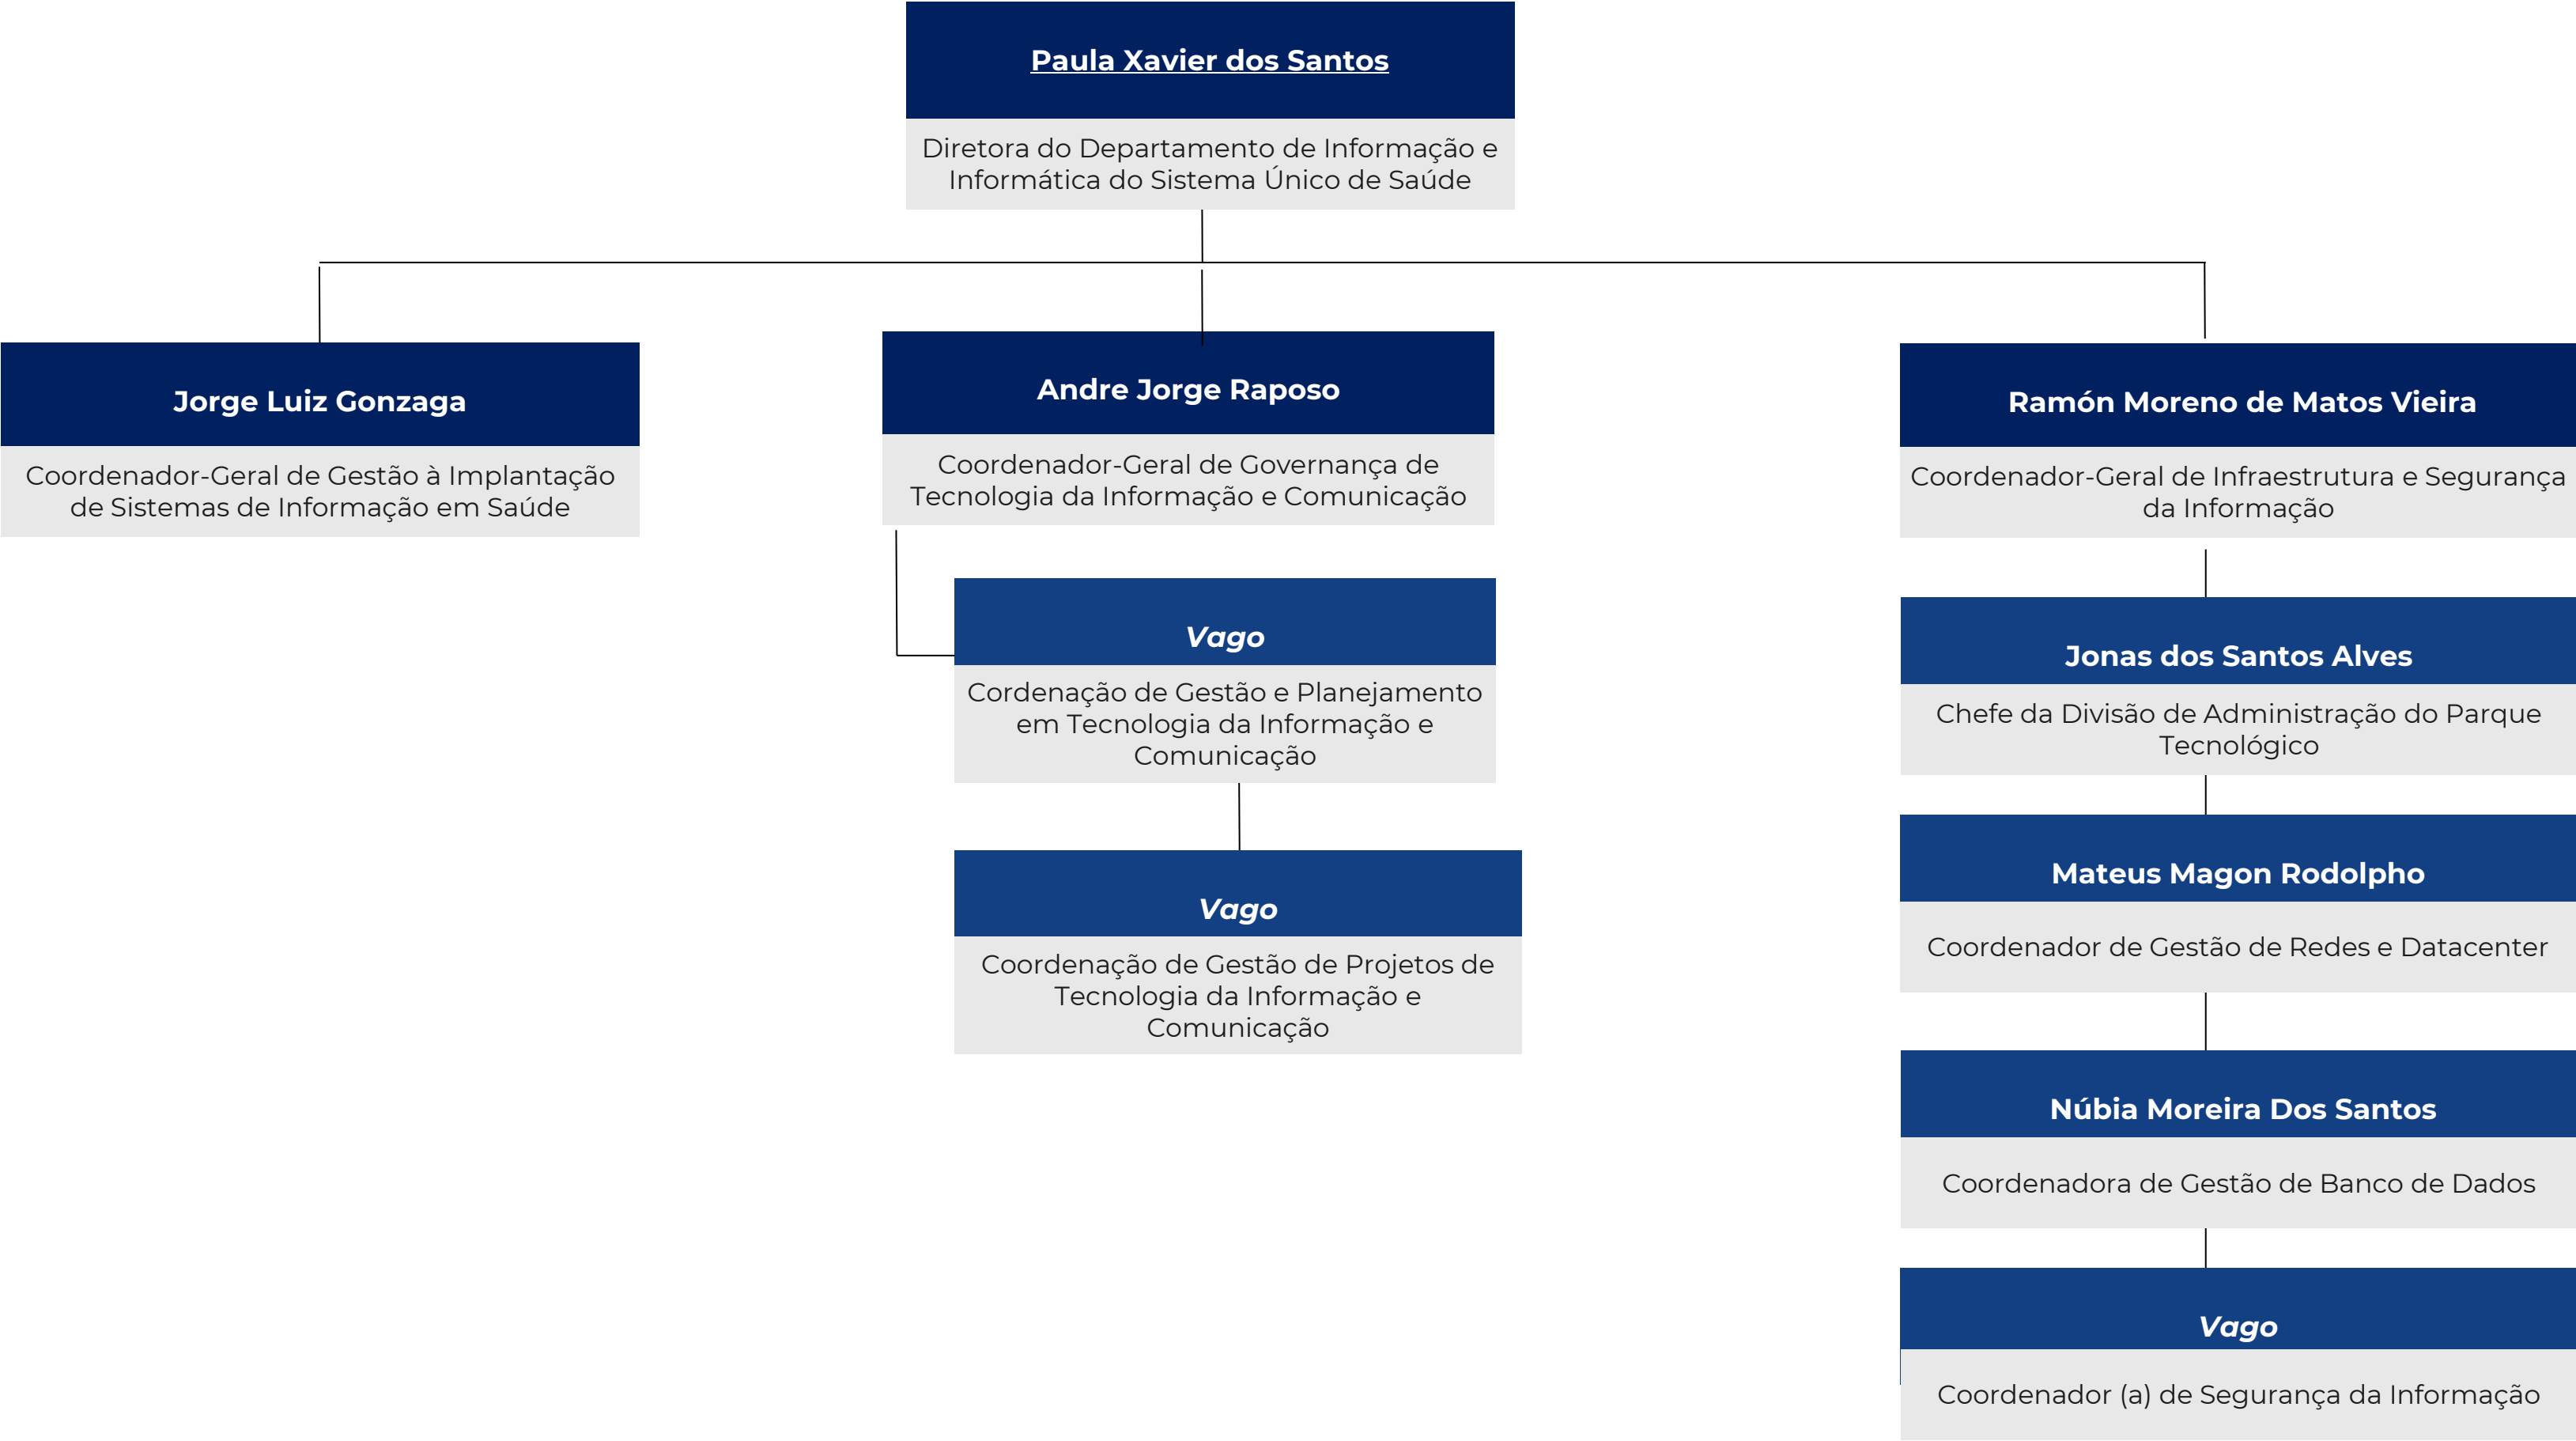 Paula Xavier dos Santos
Diretora do Departamento de Informação e
Informática do Sistema Único de Saúde
Jorge Luiz Gonzaga
Coordenador-Geral de Gestão à Implantação
de Sistemas de Informação em Saúde
Andre Jorge Raposo
Coordenador-Geral de Governança de
Tecnologia da Informação e Comunicação
Vago
Cordenação de Gestão e Planejamento
em Tecnologia da Informação e
Comunicação
Vago
Coordenação de Gestão de Projetos de
Tecnologia da Informação e
Comunicação
Ramón Moreno de Matos Vieira
Coordenador-Geral de Infraestrutura e Segurança
da Informação
Jonas dos Santos Alves
Chefe da Divisão de Administração do Parque
Tecnológico
Mateus Magon Rodolpho
Coordenador de Gestão de Redes e Datacenter
Núbia Moreira Dos Santos
Coordenadora de Gestão de Banco de Dados
Vago
Coordenador (a) de Segurança da Informação